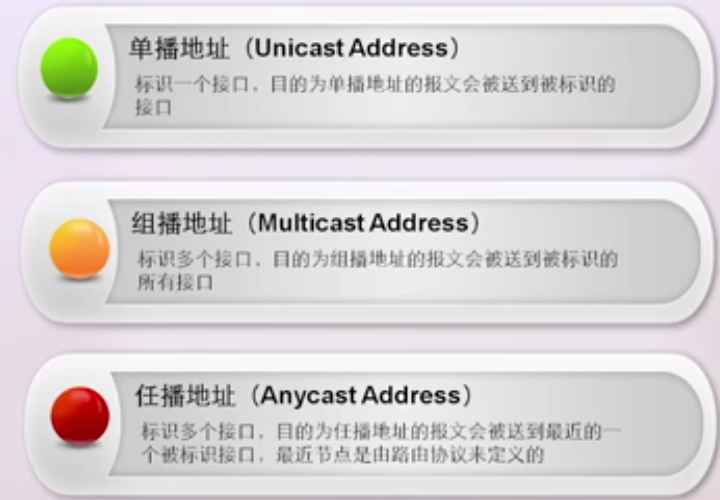 单播地址（Unicast Address）
标识一个接口，目的为单播地址的报文会被送到被标识的
接口
组播地址（Multicast Address）
标识多个接口，目的为组播地址的报文会被送到被标识的
所有接口
任播地址（Anycast Address）
标识多个接口，目的为任播地址的报文会被送到最近的一
个被标识接口，最近节点是由路由协议来定义的